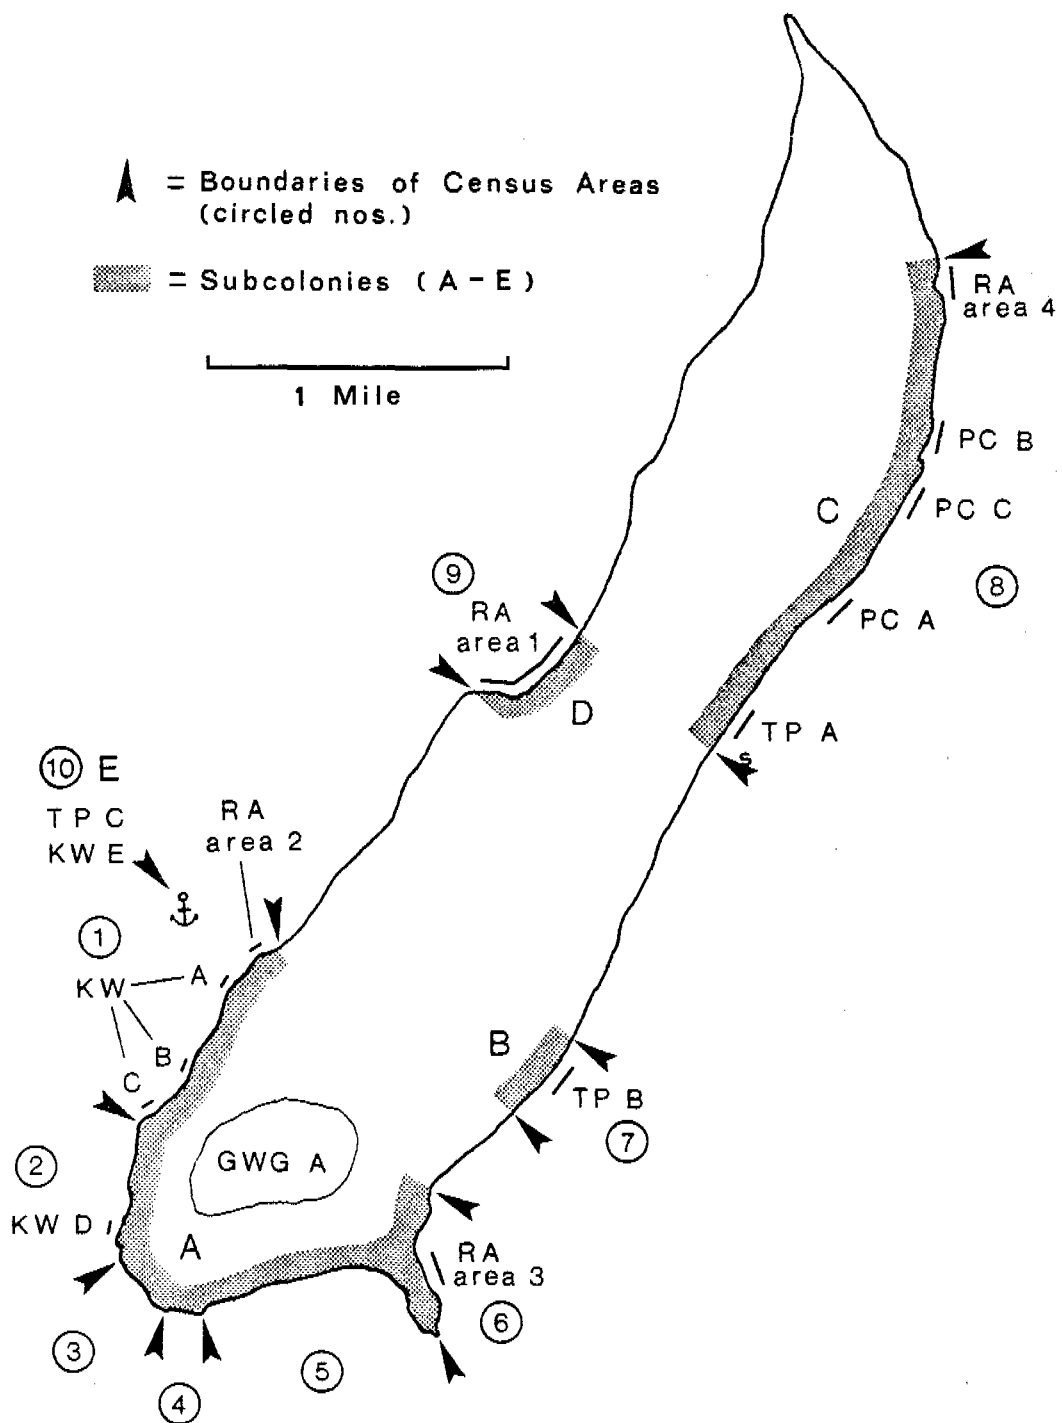 = Boundaries of Census Areas
(circled nos.)
= Subcolonies (A-E)
1 Mile
RA
area 4
PC B
PC C
C
8
PC A
9
RA
area 1
D
TP A
s
10 E
TPC
KWE
RA
area 2
1
KW
A
B
C
B
TP B
7
2
GWG A
KW D
A
RA
area 3
6
3
5
4